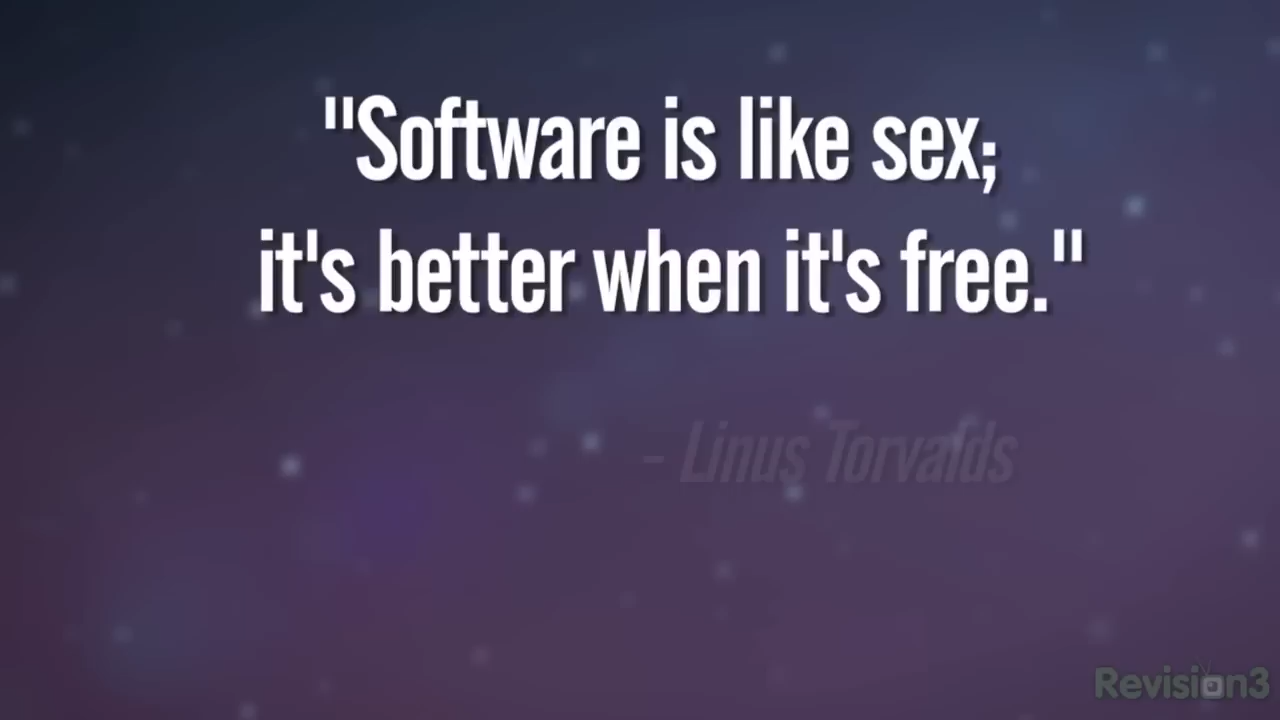 "Software is like sex;
it's better when it's free."
- Linus Torvalds
Revision3